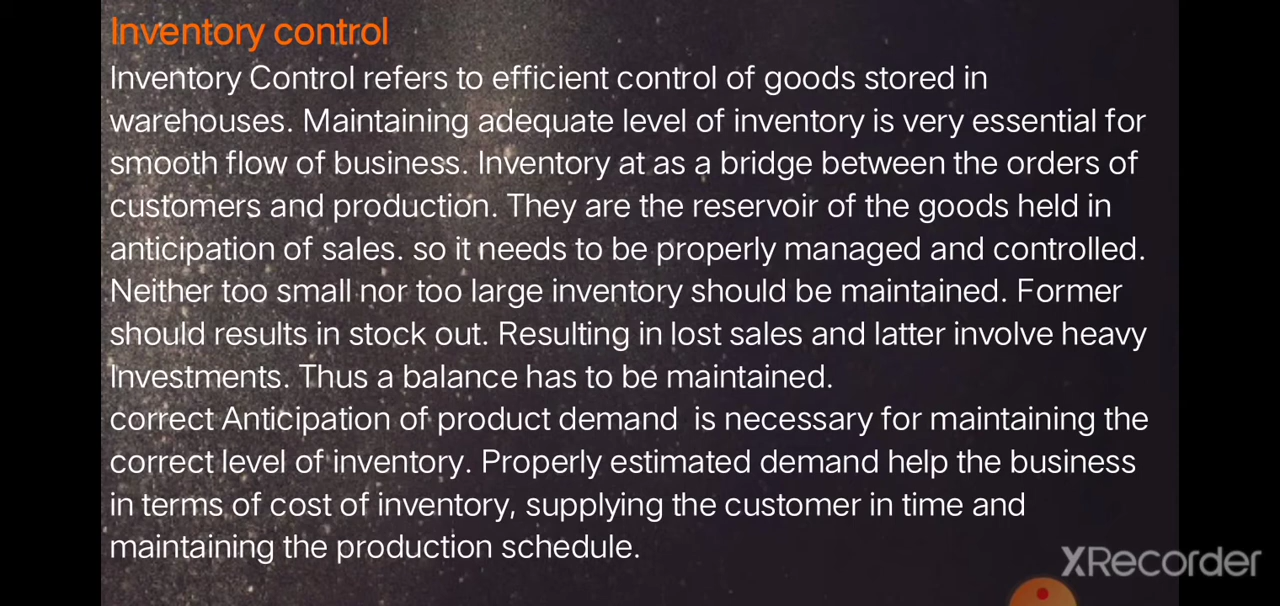 Inventory control
Inventory Control refers to efficient control of goods stored in
warehouses. Maintaining adequate level of inventory is very essential for
smooth flow of business. Inventory at as a bridge between the orders of
customers and production. They are the reservoir of the goods held in
anticipation of sales. so it needs to be properly managed and controlled.
Neither too small nor too large inventory should be maintained. Former
should results in stock out. Resulting in lost sales and latter involve heavy
Investments. Thus a balance has to be maintained.
correct Anticipation of product demand is necessary for maintaining the
correct level of inventory. Properly estimated demand help the business
in terms of cost of inventory, supplying the customer in time and
maintaining the production schedule.
XRecorder